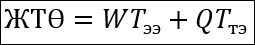 ЖТӨ = WTээ + QTтэ